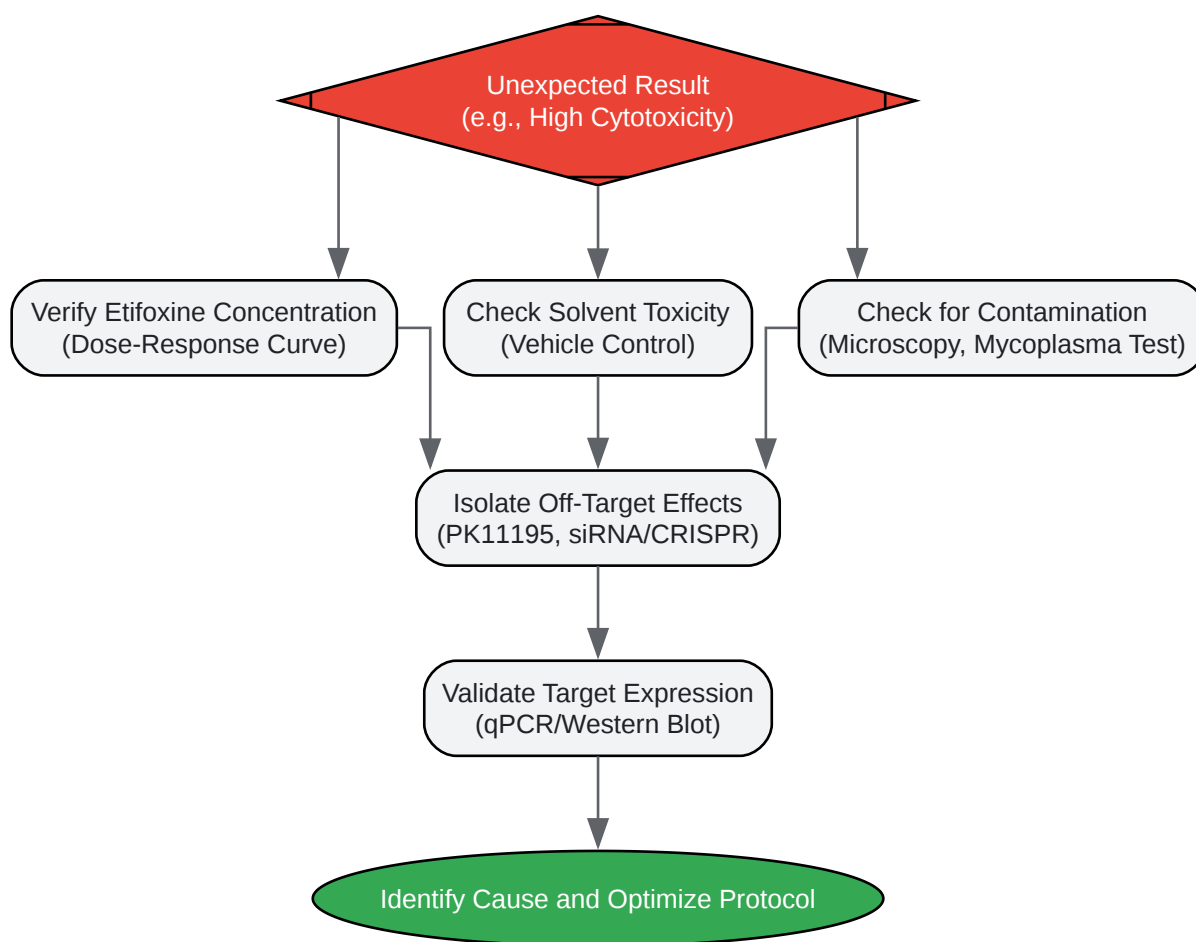 Unexpected Result
(e.g., High Cytotoxicity)
Verify Etifoxine Concentration
(Dose-Response Curve)
Check Solvent Toxicity
(Vehicle Control)
Check for Contamination
(Microscopy, Mycoplasma Test)
Isolate Off-Target Effects
(PK11195, siRNA/CRISPR)
Validate Target Expression
(qPCR/Western Blot)
Identify Cause and Optimize Protocol